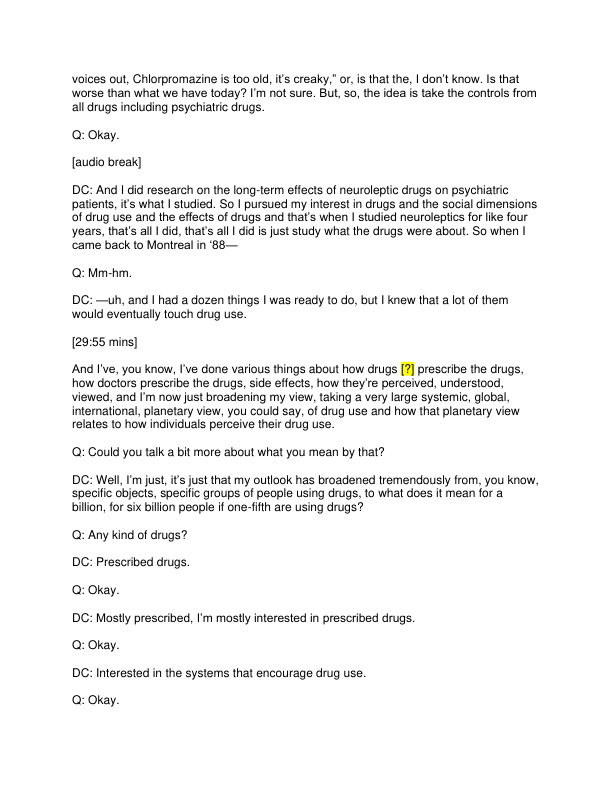 voices out, Chlorpromazine is too old, it’s creaky,” or, is that the, I don’t know. Is that
worse than what we have today? I’m not sure. But, so, the idea is take the controls from
all drugs including psychiatric drugs.
Q: Okay.
[audio break]
DC: And I did research on the long-term effects of neuroleptic drugs on psychiatric
patients, it’s what I studied. So I pursued my interest in drugs and the social dimensions
of drug use and the effects of drugs and that’s when I studied neuroleptics for like four
years, that’s all I did, that’s all I did is just study what the drugs were about. So when I
came back to Montreal in ‘88—
Q: Mm-hm.
DC: —uh, and I had a dozen things I was ready to do, but I knew that a lot of them
would eventually touch drug use.
[29:55 mins]
And I’ve, you know, I’ve done various things about how drugs [?] prescribe the drugs,
how doctors prescribe the drugs, side effects, how they’re perceived, understood,
viewed, and I’m now just broadening my view, taking a very large systemic, global,
international, planetary view, you could say, of drug use and how that planetary view
relates to how individuals perceive their drug use.
Q: Could you talk a bit more about what you mean by that?
DC: Well, I’m just, it’s just that my outlook has broadened tremendously from, you know,
specific objects, specific groups of people using drugs, to what does it mean for a
billion, for six billion people if one-fifth are using drugs?
Q: Any kind of drugs?
DC: Prescribed drugs.
Q: Okay.
DC: Mostly prescribed, I’m mostly interested in prescribed drugs.
Q: Okay.
DC: Interested in the systems that encourage drug use.
Q: Okay.